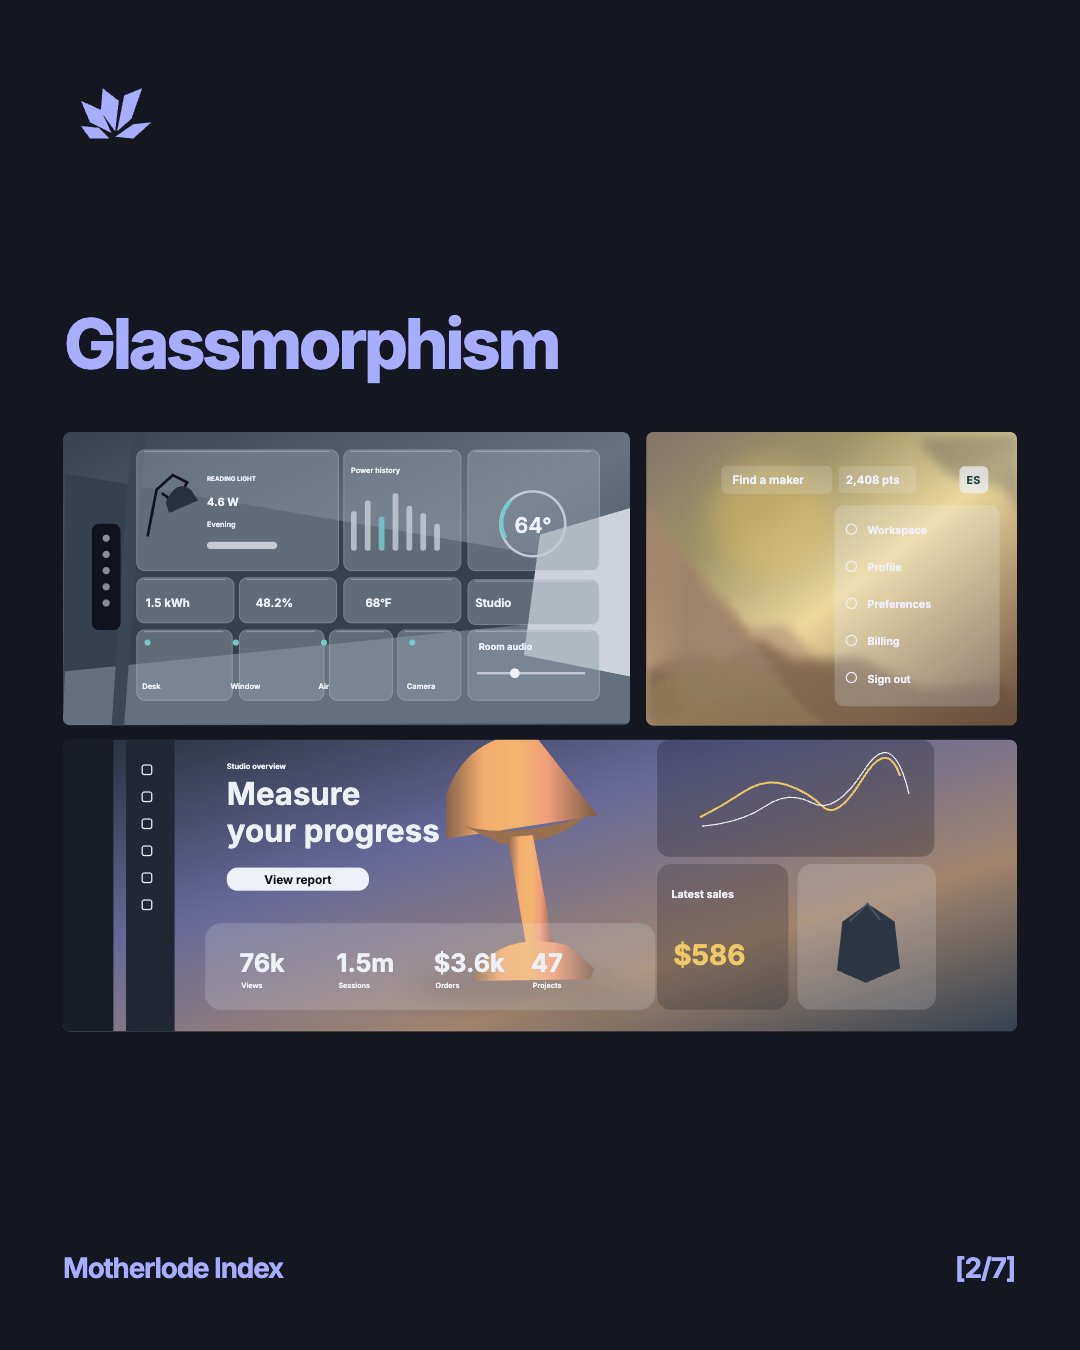 Glassmorphism
READING LIGHT
4.6 W
Evening
Power history
64°
1.5 kWh
48.2%
68°F
Studio
Desk
Window
Air
Camera
Room audio
Find a maker
2,408 pts
ES
Workspace
Profile
Preferences
Billing
Sign out
Studio overview
Measure
your progress
View report
76k
Views
1.5m
Sessions
$3.6k
Orders
47
Projects
Latest sales
$586
Motherlode Index
[2/7]